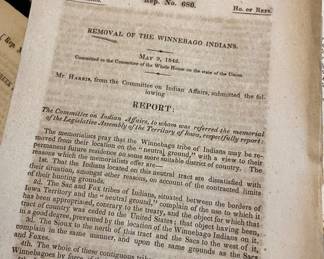 Rep. No. 686.
Ho. of Reps.
REMOVAL OF THE WINNEBAGO INDIANS.
May 9, 1846.
Committed to the Committee of the Whole House on the state of the Union.
Mr. Harris, from the Committee on Indian Affairs, submitted the fol-
lowing
REPORT:
The Committee on Indian Affairs, to whom was referred the memorial
of the Legislative Assembly of the Territory of Iowa, respectfully report:
The memorialists pray that the Winnebago tribe of Indians may be re-
moved from their location on the "neutral ground," with a view to their
permanent future residence on some more suitable district of country. The
reasons which the memorialists offer are—
1st. That the Indians located on this neutral tract are dissatisfied with
their situation, amongst other reasons, on account of the contracted limits
of their hunting grounds.
2d. The Sac and Fox tribes of Indians, situated between the borders of
Iowa Territory and the "neutral ground," complain of the use to which it
has been appropriated, contrary to the treaty, and the object for which the
tract of country was ceded to the United States; that object having been,
in a good degree, prevented by the location of the Winnebago Indians on it.
3d. The Sioux to the north of this tract and the Sacs to the west of it,
complain in the same manner, and upon the same grounds as the Sacs
and Foxes.
4th. The whole of these contiguous tribes
Winnebagoes by force of